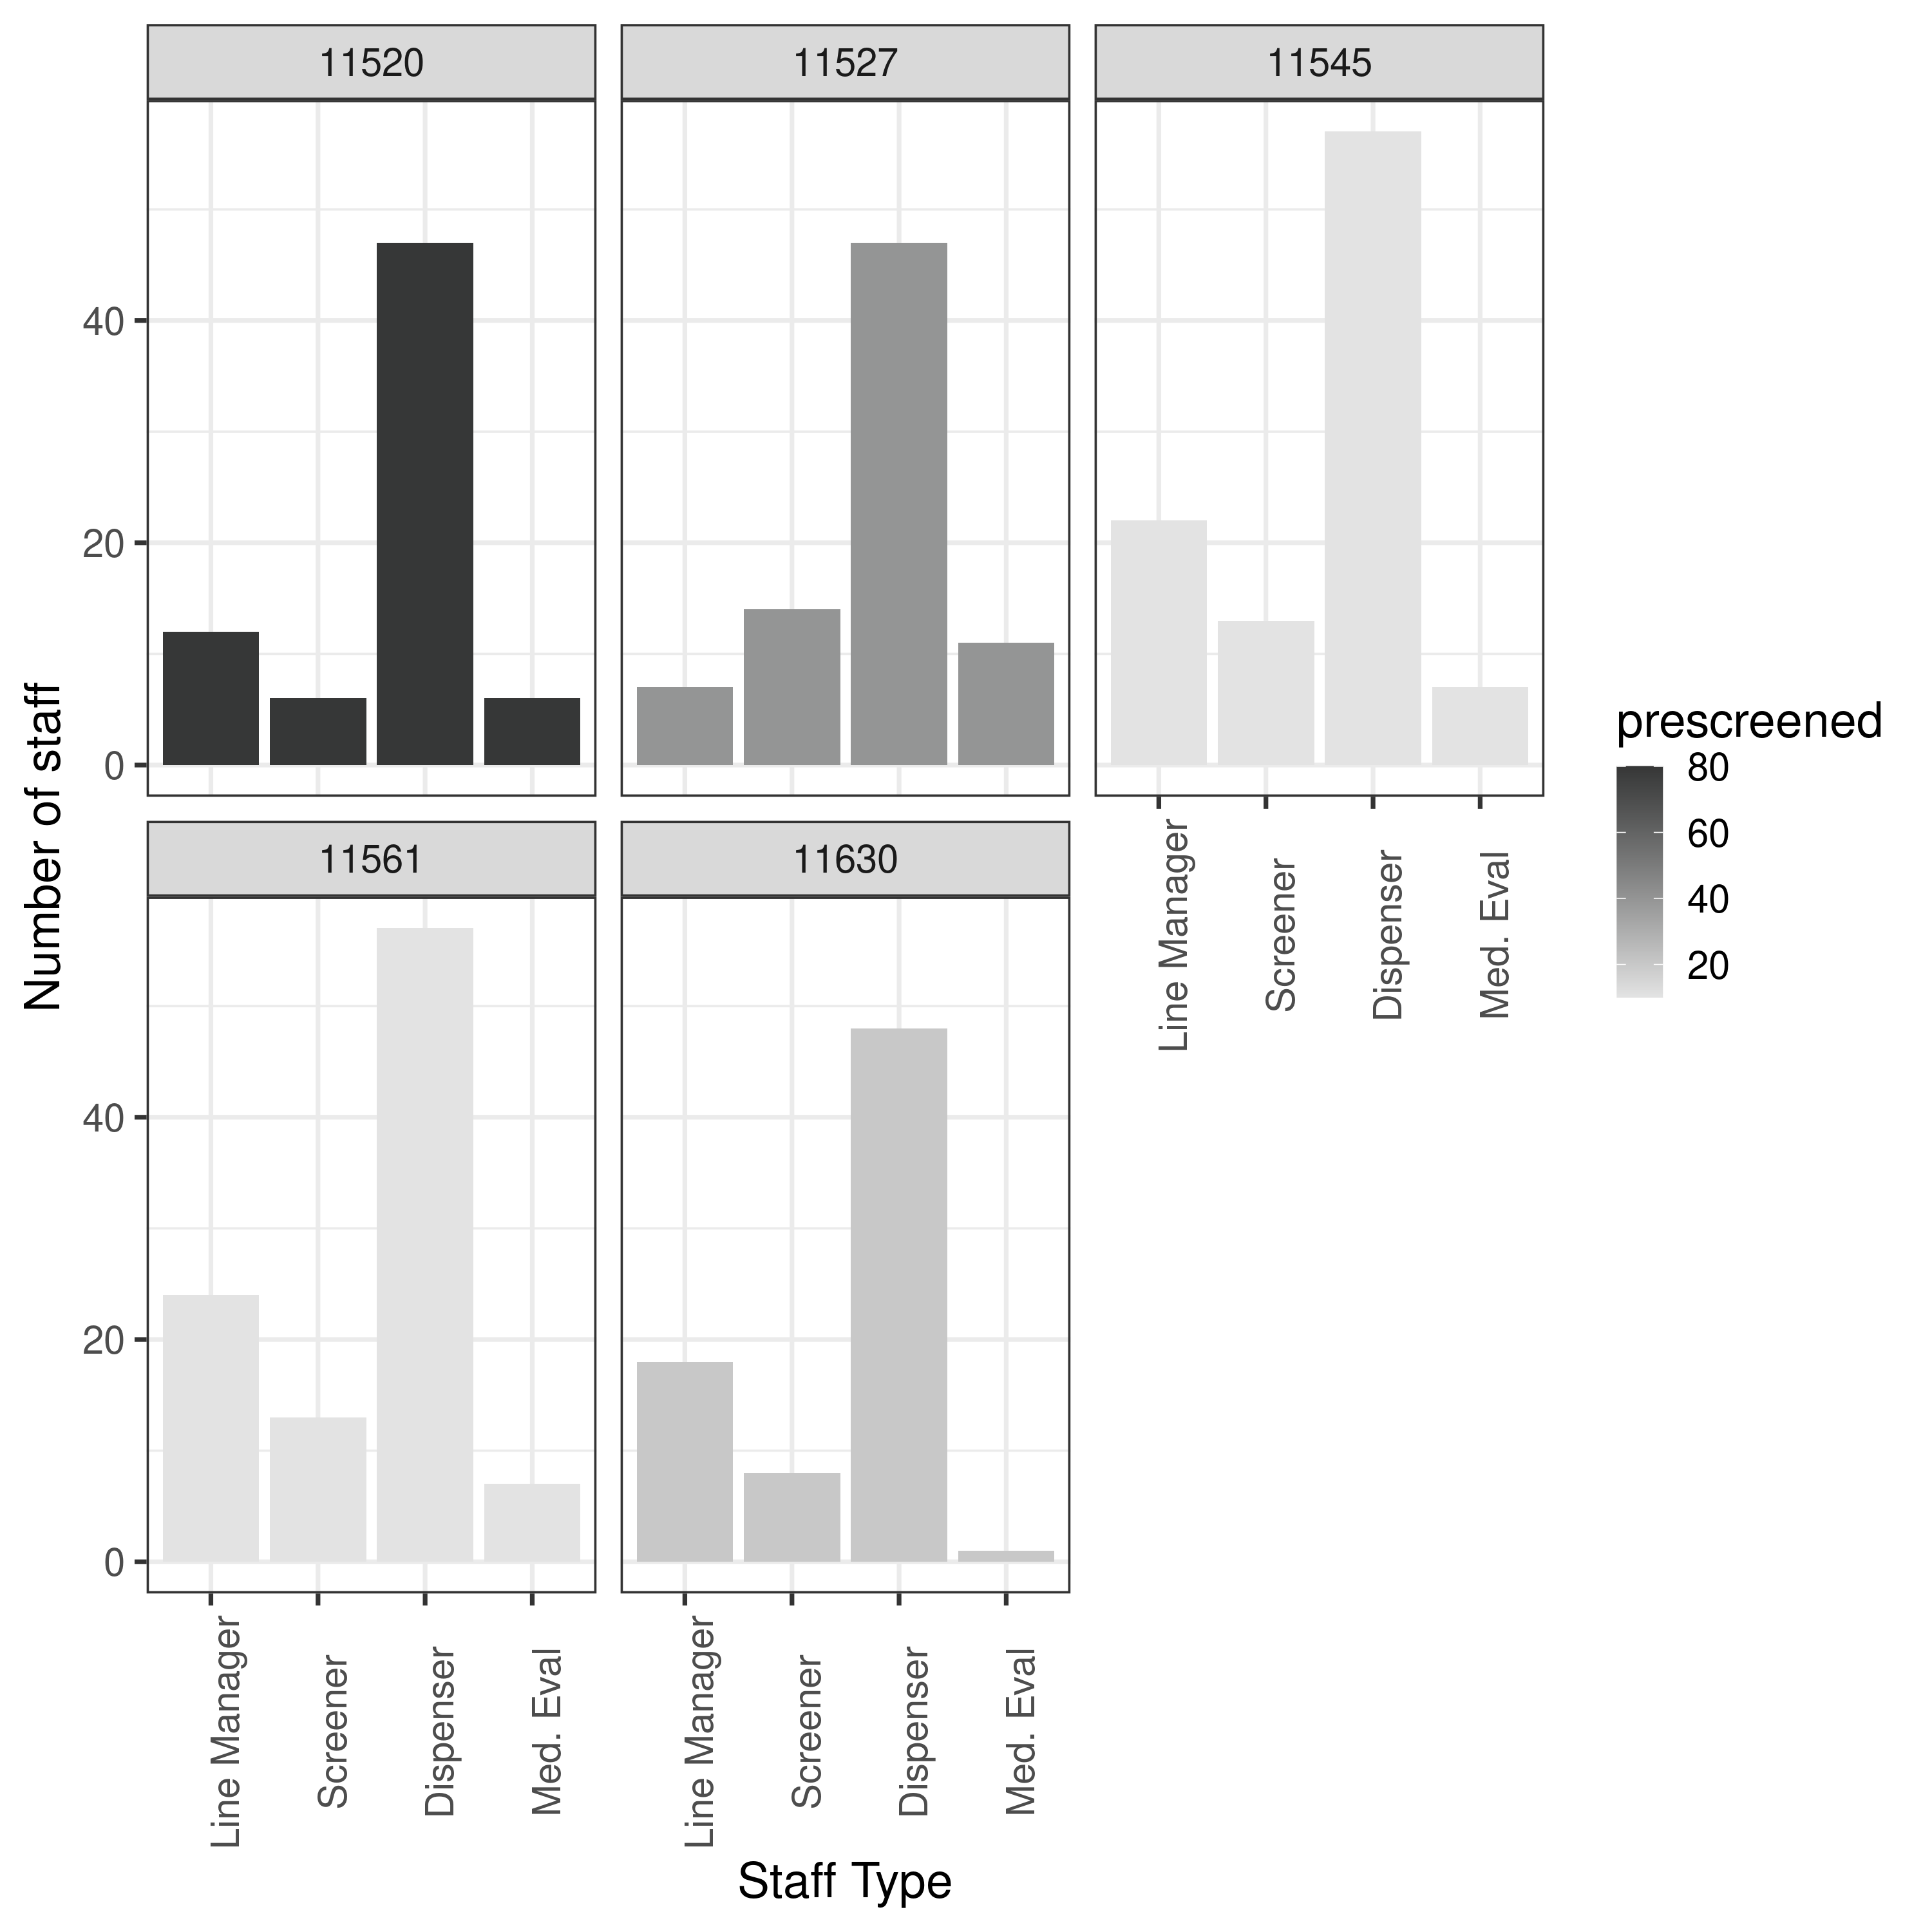 11520
11527
11545
40
20
0
Number of staff
Line Manager
Screener
Dispenser
Med. Eval
prescreened
80
60
40
20
11561
11630
40
20
0
Line Manager
Screener
Dispenser
Med. Eval
Line Manager
Screener
Dispenser
Med. Eval
Staff Type